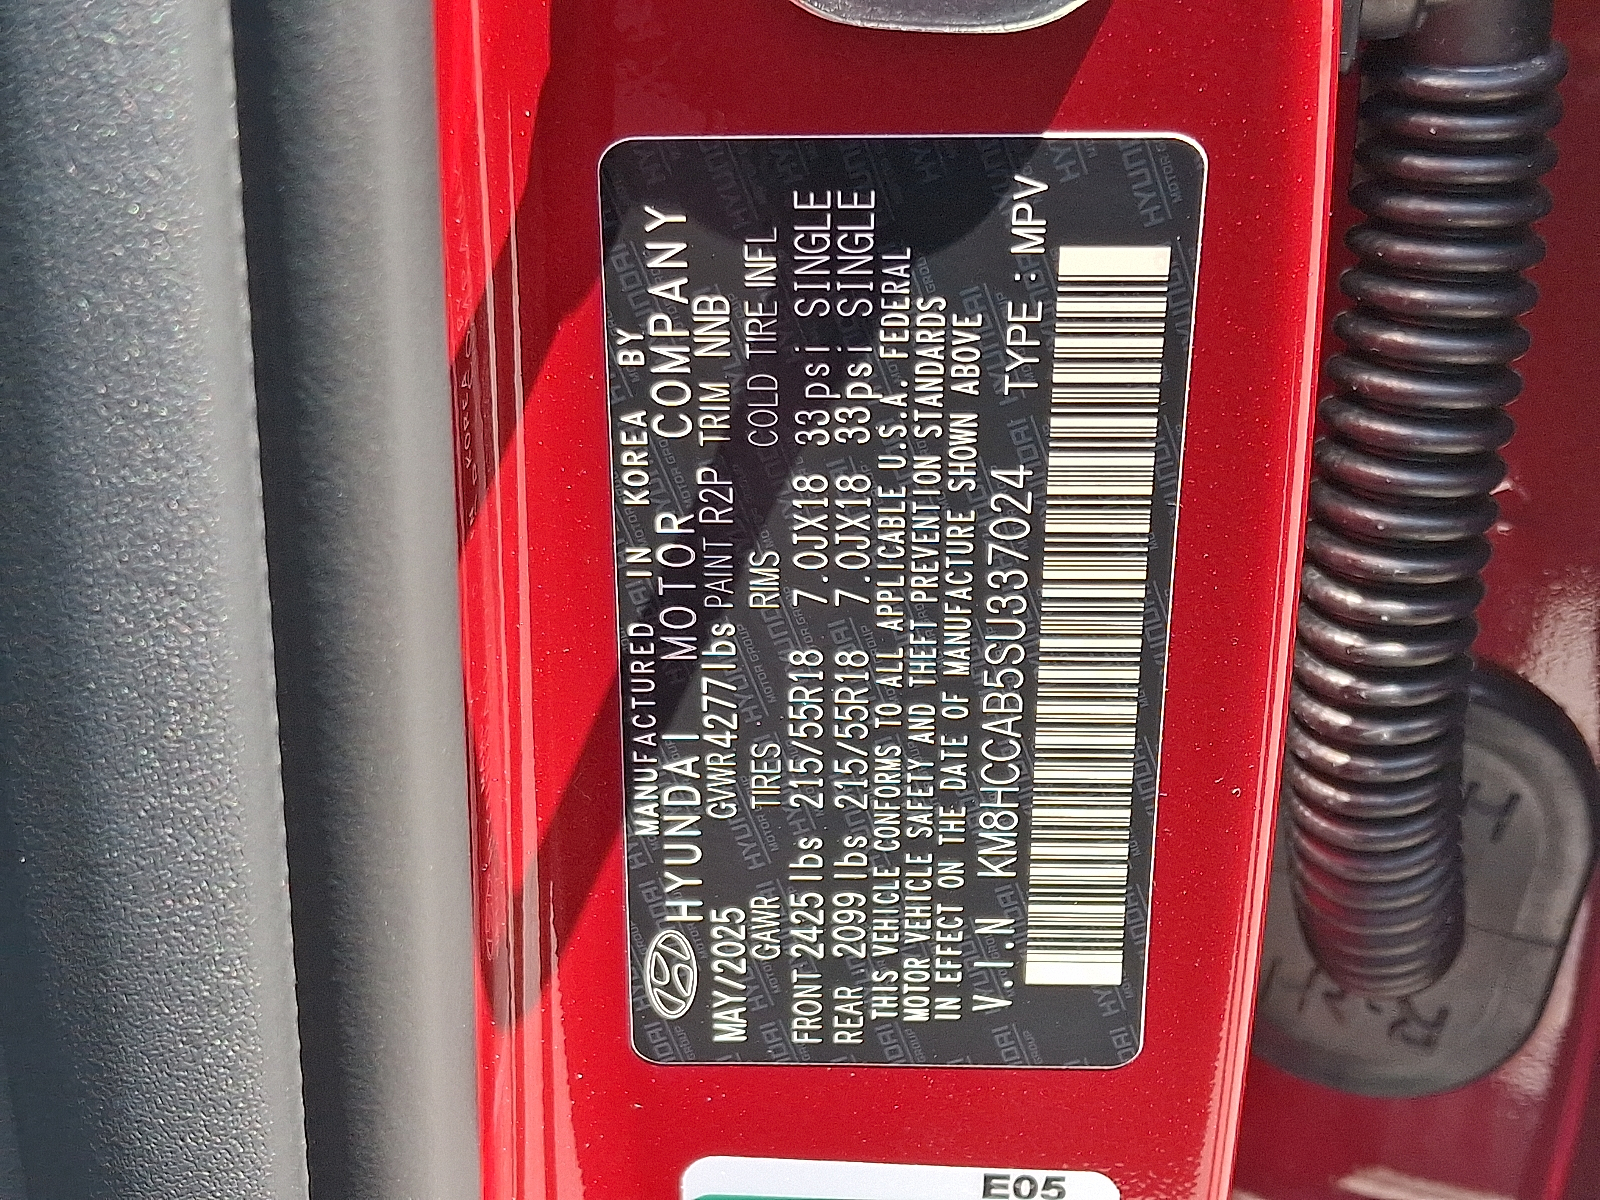 MANUFACTURED IN KOREA BY
HYUNDAI MOTOR COMPANY
MAY/2025 GWWR4277lbs PAINT R2P TRIM NNB
GAWR TIRES RIMS COLD TIRE INFL
FRONT 2425 lbs 215/55R18 7.0JX18 33psi SINGLE
REAR 2099 lbs 215/55R18 7.0JX18 33psi SINGLE
THIS VEHICLE CONFORMS TO ALL APPLICABLE U.S.A. FEDERAL
MOTOR VEHICLE SAFETY AND THEFT PREVENTION STANDARDS
IN EFFECT ON THE DATE OF MANUFACTURE SHOWN ABOVE
V.I.N KM8HCCAB5SU337024 TYPE : MPV
E05